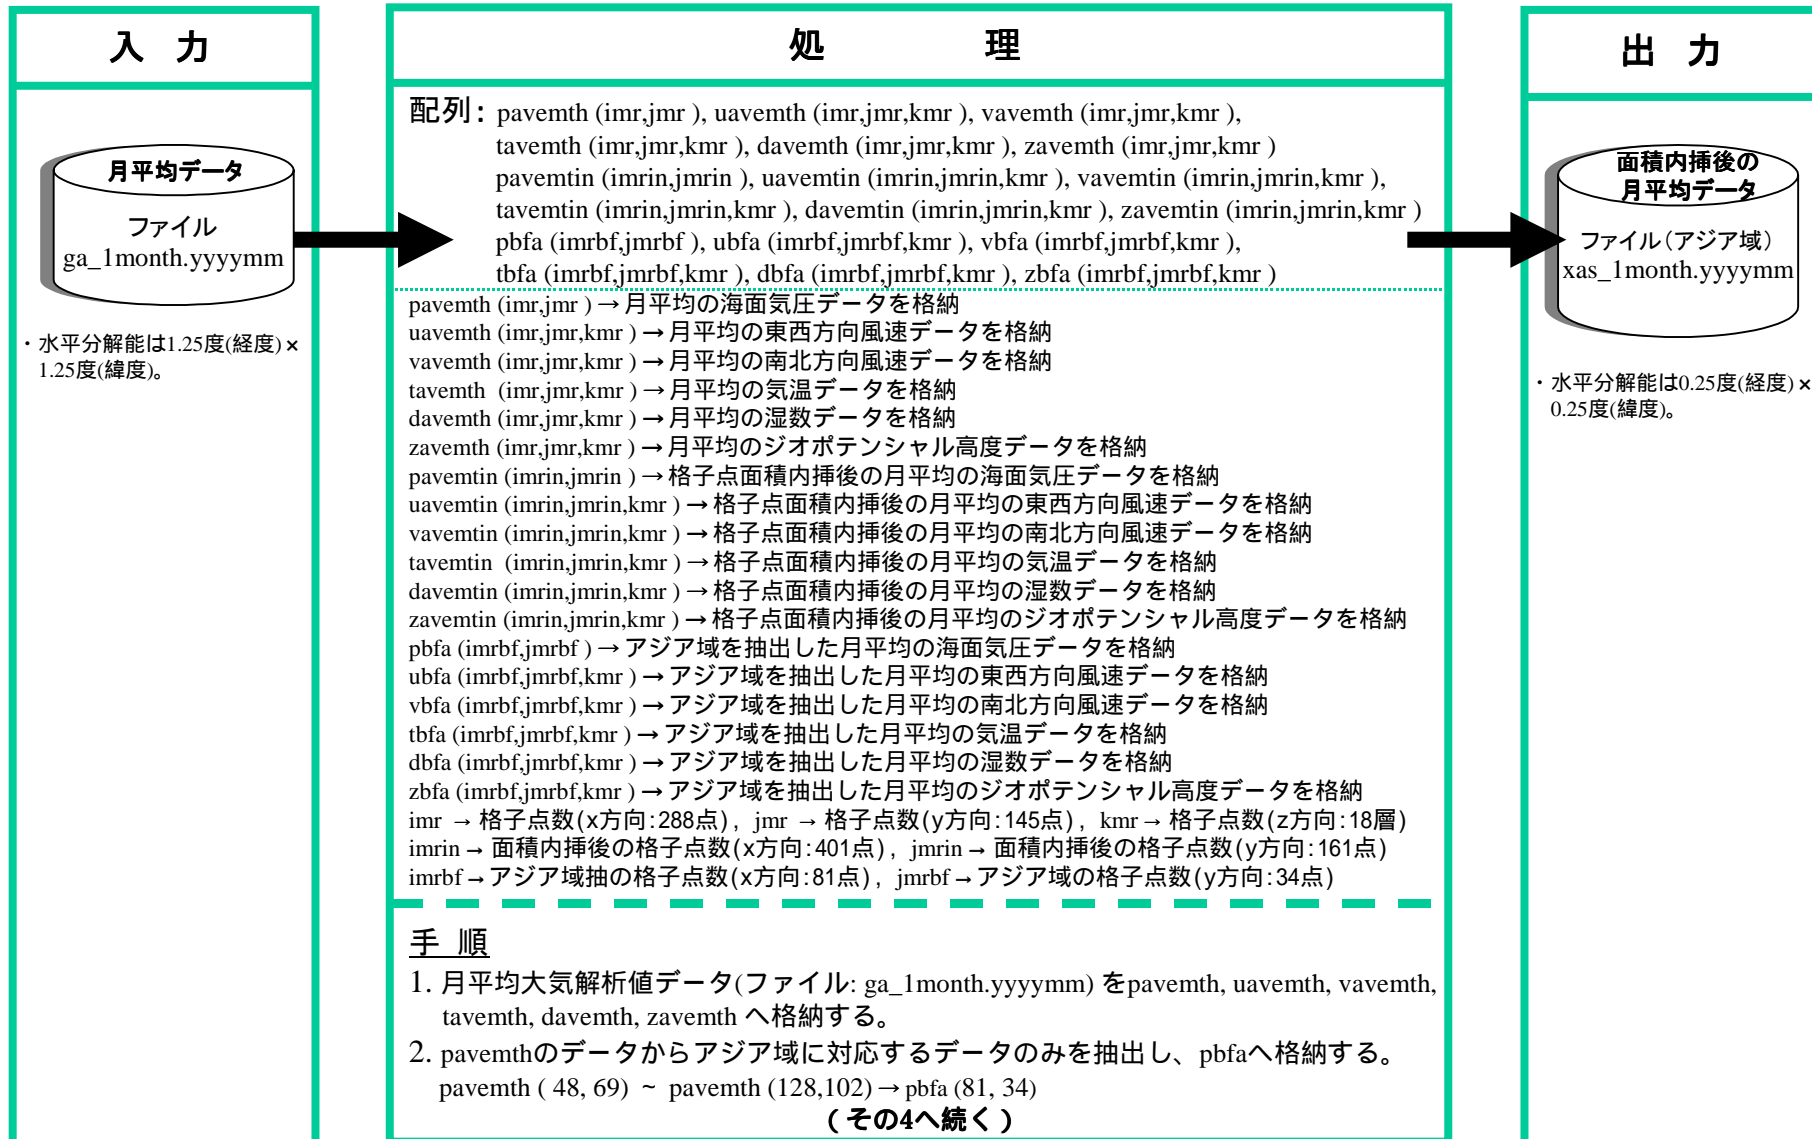 入 力
月平均データ
ファイル
ga_1month.yyyymm
・水平分解能は1.25度(経度)×
1.25度(緯度)。
処 理
配列: pavemth (imr,jmr ), uavemth (imr,jmr,kmr ), vavemth (imr,jmr,kmr ),
tavemth (imr,jmr,kmr ), davemth (imr,jmr,kmr ), zavemth (imr,jmr,kmr )
pavemtin (imrin,jmrin ), uavemtin (imrin,jmrin,kmr ), vavemtin (imrin,jmrin,kmr ),
tavemtin (imrin,jmrin,kmr ), davemtin (imrin,jmrin,kmr ), zavemtin (imrin,jmrin,kmr )
pbfa (imrbf,jmrbf ), ubfa (imrbf,jmrbf,kmr ), vbfa (imrbf,jmrbf,kmr ),
tbfa (imrbf,jmrbf,kmr ), dbfa (imrbf,jmrbf,kmr ), zbfa (imrbf,jmrbf,kmr )
pavemth (imr,jmr ) → 月平均の海面気圧データを格納
uavemth (imr,jmr,kmr ) → 月平均の東西方向風速データを格納
vavemth (imr,jmr,kmr ) → 月平均の南北方向風速データを格納
tavemth (imr,jmr,kmr ) → 月平均の気温データを格納
davemth (imr,jmr,kmr ) → 月平均の湿数データを格納
zavemth (imr,jmr,kmr ) → 月平均のジオポテンシャル高度データを格納
pavemtin (imrin,jmrin ) → 格子点面積内挿後の月平均の海面気圧データを格納
uavemtin (imrin,jmrin,kmr ) → 格子点面積内挿後の月平均の東西方向風速データを格納
vavemtin (imrin,jmrin,kmr ) → 格子点面積内挿後の月平均の南北方向風速データを格納
tavemtin (imrin,jmrin,kmr ) → 格子点面積内挿後の月平均の気温データを格納
davemtin (imrin,jmrin,kmr ) → 格子点面積内挿後の月平均の湿数データを格納
zavemtin (imrin,jmrin,kmr ) → 格子点面積内挿後の月平均のジオポテンシャル高度データを格納
pbfa (imrbf,jmrbf ) → アジア域を抽出した月平均の海面気圧データを格納
ubfa (imrbf,jmrbf,kmr ) → アジア域を抽出した月平均の東西方向風速データを格納
vbfa (imrbf,jmrbf,kmr ) → アジア域を抽出した月平均の南北方向風速データを格納
tbfa (imrbf,jmrbf,kmr ) → アジア域を抽出した月平均の気温データを格納
dbfa (imrbf,jmrbf,kmr ) → アジア域を抽出した月平均の湿数データを格納
zbfa (imrbf,jmrbf,kmr ) → アジア域を抽出した月平均のジオポテンシャル高度データを格納
imr → 格子点数(x方向:288点), jmr → 格子点数(y方向:145点), kmr → 格子点数(z方向:18層)
imrin → 面積内挿後の格子点数(x方向:401点), jmrin → 面積内挿後の格子点数(y方向:161点)
imrbf → アジア域抽の格子点数(x方向:81点), jmrbf → アジア域の格子点数(y方向:34点)
手 順
1. 月平均大気解析値データ(ファイル: ga_1month.yyyymm) をpavemth, uavemth, vavemth,
tavemth, davemth, zavemth へ格納する。
2. pavemthのデータからアジア域に対応するデータのみを抽出し、pbfaへ格納する。
pavemth ( 48, 69) ~ pavemth (128,102) → pbfa (81, 34)
(その4へ続く)
出 力
面積内挿後の
月平均データ
ファイル(アジア域)
xas_1month.yyyymm
・水平分解能は0.25度(経度)×
0.25度(緯度)。